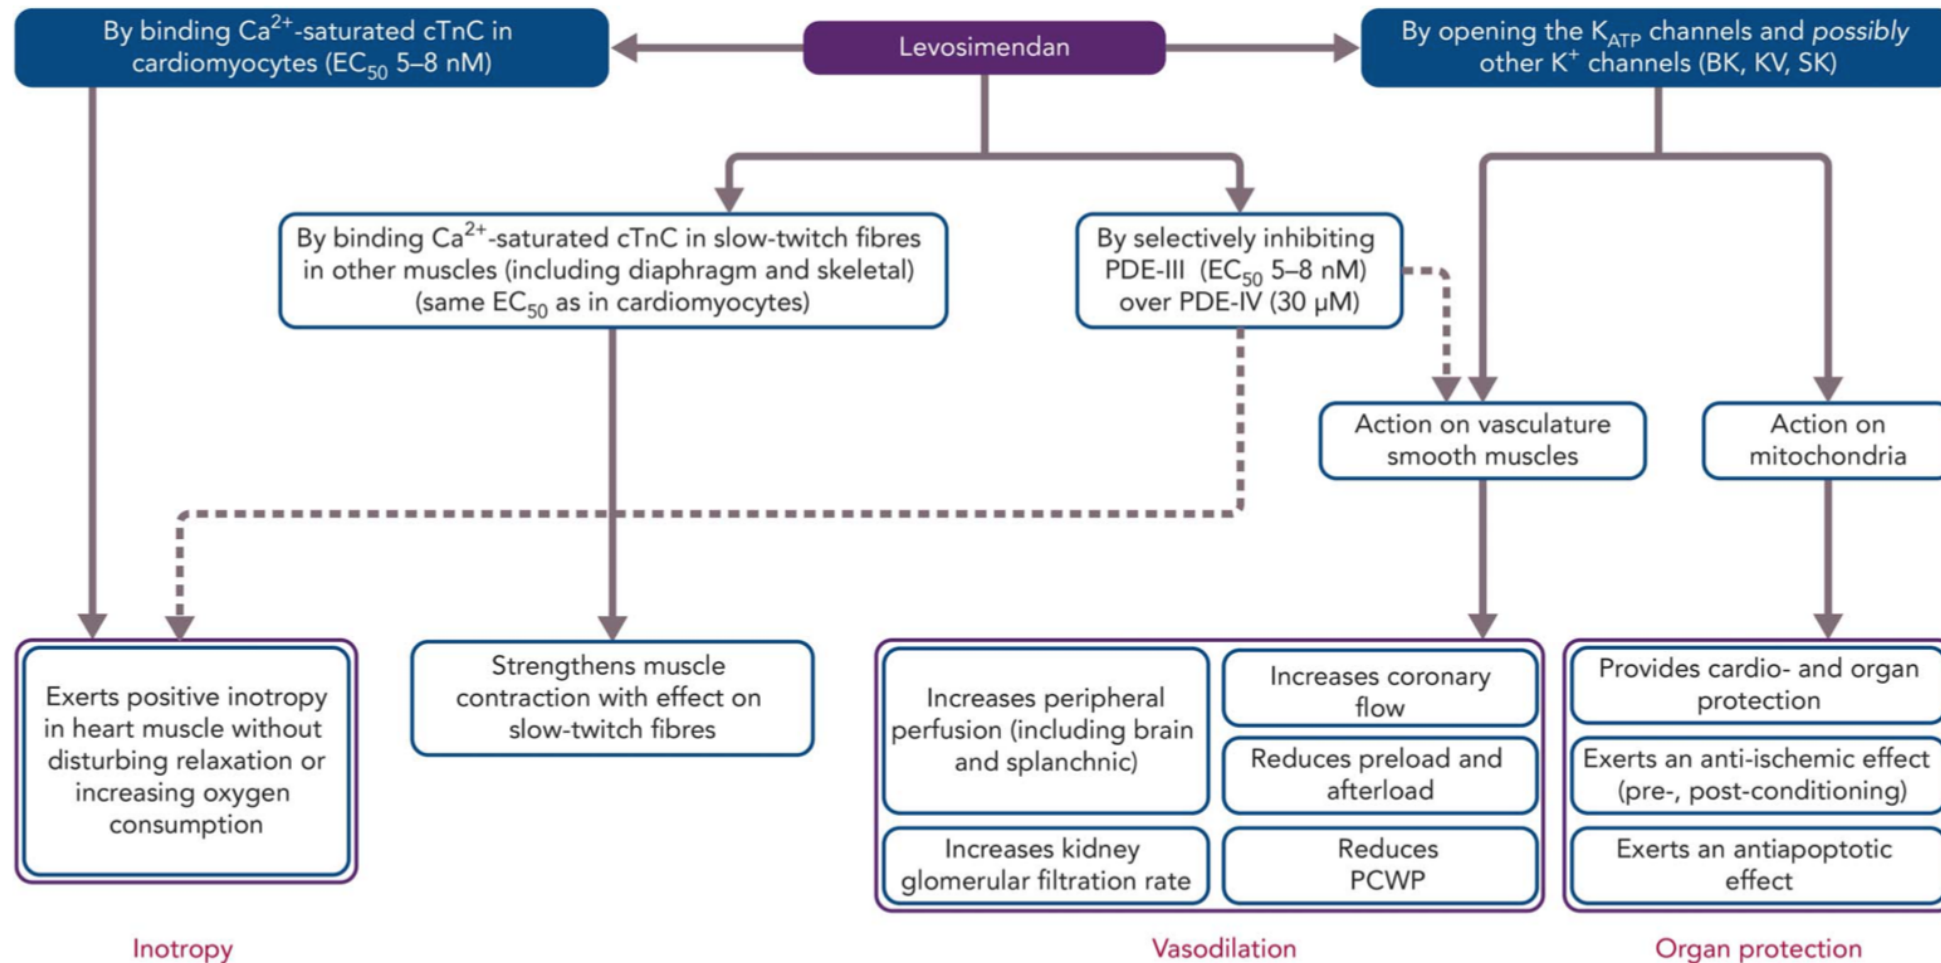 By binding Ca²⁺-saturated cTnC in
cardiomyocytes (EC₅₀ 5–8 nM)
Levosimendan
By opening the K_ATP channels and possibly
other K⁺ channels (BK, KV, SK)
By binding Ca²⁺-saturated cTnC in slow-twitch fibres
in other muscles (including diaphragm and skeletal)
(same EC₅₀ as in cardiomyocytes)
By selectively inhibiting
PDE-III (EC₅₀ 5–8 nM)
over PDE-IV (30 µM)
Action on vasculature
smooth muscles
Action on
mitochondria
Exerts positive inotropy
in heart muscle without
disturbing relaxation or
increasing oxygen
consumption
Strengthens muscle
contraction with effect on
slow-twitch fibres
Increases peripheral
perfusion (including brain
and splanchnic)
Increases coronary
flow
Reduces preload and
afterload
Increases kidney
glomerular filtration rate
Reduces
PCWP
Provides cardio- and organ
protection
Exerts an anti-ischemic effect
(pre-, post-conditioning)
Exerts an antiapoptotic
effect
Inotropy
Vasodilation
Organ protection